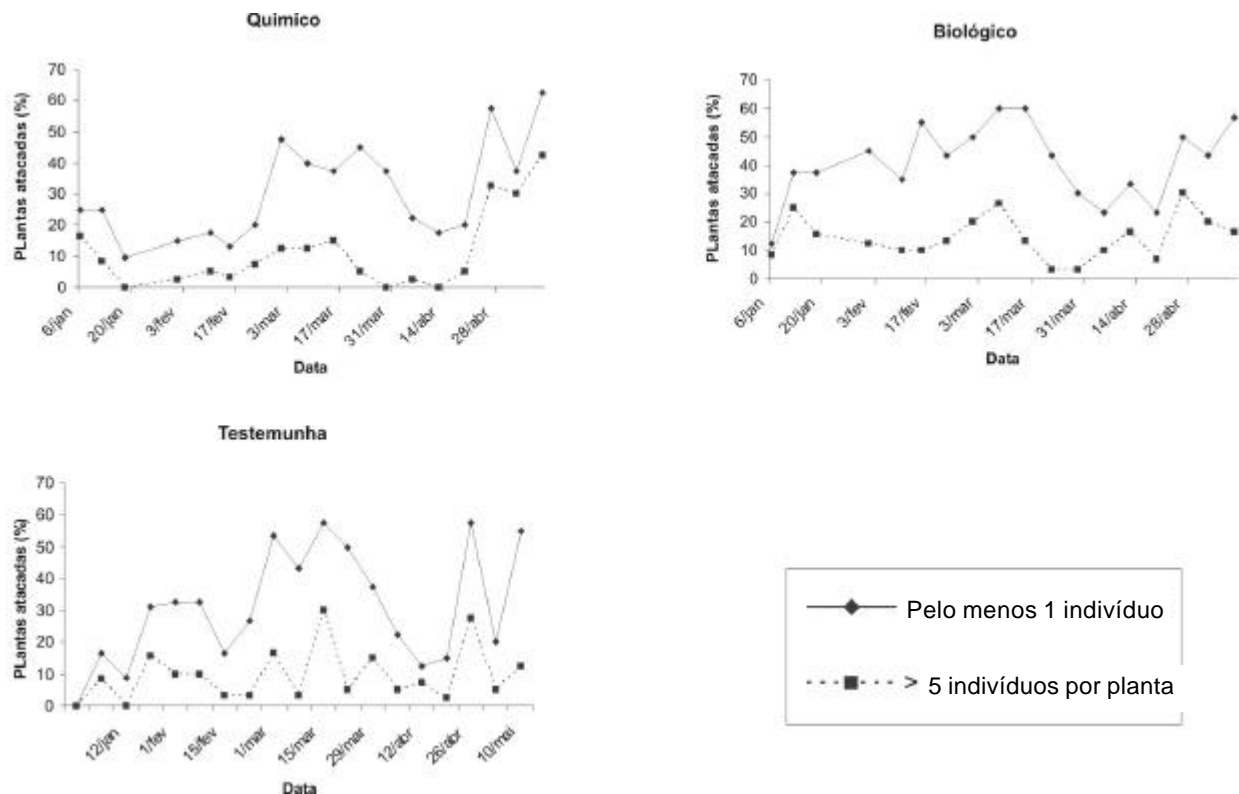 Quimico
PLantas atacadas (%)
70
60
50
40
30
20
10
0
6/jan
20/jan
3/fev
17/fev
3/mar
17/mar
31/mar
14/abr
28/abr
Data
Biológico
PLantas atacadas (%)
70
60
50
40
30
20
10
0
6/jan
20/jan
3/fev
17/fev
3/mar
17/mar
31/mar
14/abr
28/abr
Data
Testemunha
PLantas atacadas (%)
70
60
50
40
30
20
10
0
12/jan
1/fev
15/fev
1/mar
15/mar
29/mar
12/abr
26/abr
10/mai
Data
Pelo menos 1 indivíduo
> 5 indivíduos por planta